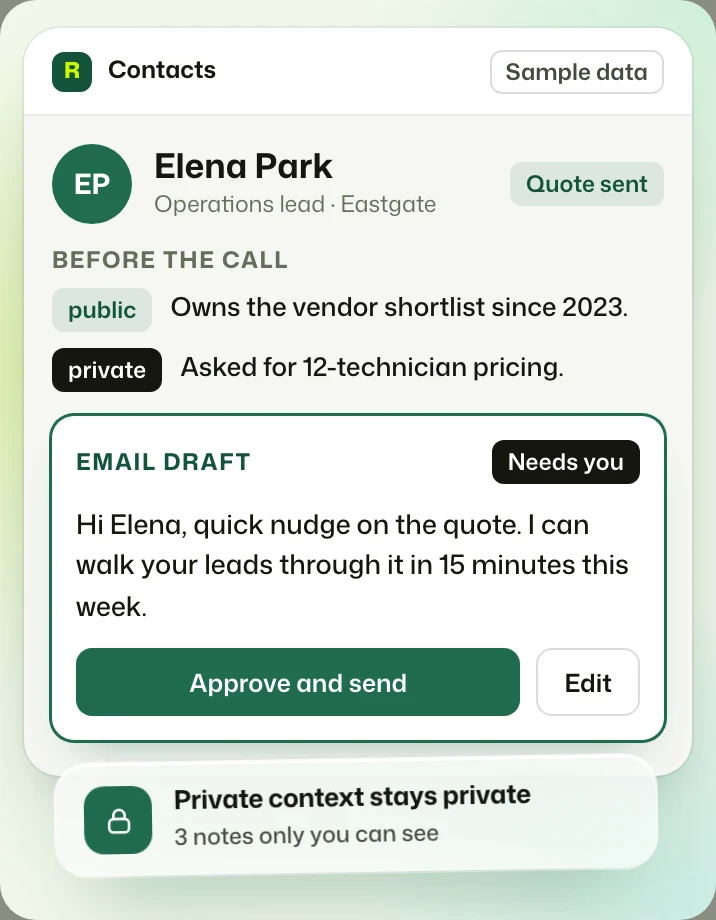 R Contacts Sample data
EP Elena Park
Operations lead · Eastgate
Quote sent
BEFORE THE CALL
public Owns the vendor shortlist since 2023.
private Asked for 12-technician pricing.
EMAIL DRAFT Needs you
Hi Elena, quick nudge on the quote. I can
walk your leads through it in 15 minutes this
week.
Approve and send Edit
Private context stays private
3 notes only you can see